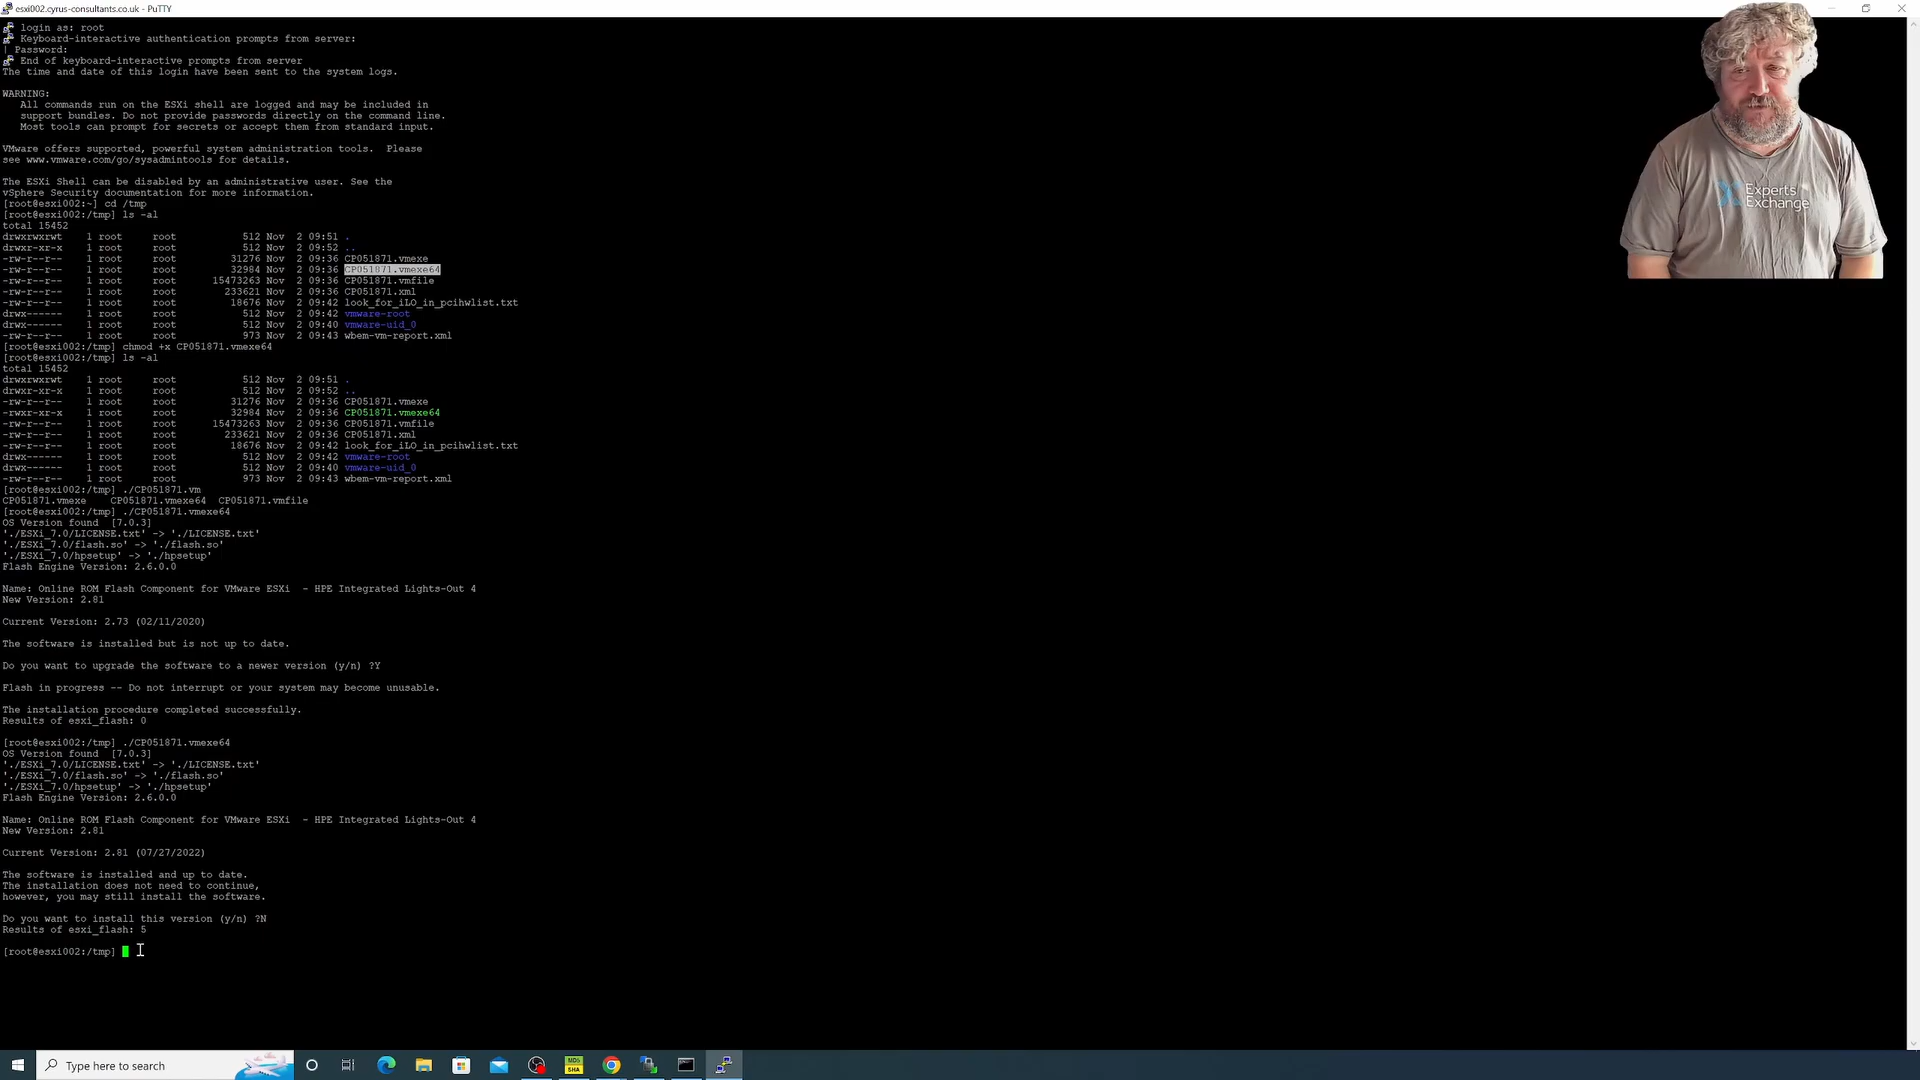 esxi002.cyrus-consultants.co.uk - PuTTY
login as: root
Keyboard-interactive authentication prompts from server:
| Password:
End of keyboard-interactive prompts from server
The time and date of this login have been sent to the system logs.
WARNING:
All commands run on the ESXi shell are logged and may be included in
support bundles. Do not provide passwords directly on the command line.
Most tools can prompt for secrets or accept them from standard input.
VMware offers supported, powerful system administration tools.  Please
see www.vmware.com/go/sysadmintools for details.
The ESXi Shell can be disabled by an administrative user. See the
vSphere Security documentation for more information.
[root@esxi002:~] cd /tmp
[root@esxi002:/tmp] ls -al
total 15452
drwxrwxrwt    1 root     root           512 Nov  2 09:51 .
drwxr-xr-x    1 root     root           512 Nov  2 09:52 ..
-rw-r--r--    1 root     root         31276 Nov  2 09:36 CP051871.vmexe
-rw-r--r--    1 root     root         32984 Nov  2 09:36 CP051871.vmexe64
-rw-r--r--    1 root     root      15473263 Nov  2 09:36 CP051871.vmfile
-rw-r--r--    1 root     root        233621 Nov  2 09:36 CP051871.xml
-rw-r--r--    1 root     root         18676 Nov  2 09:42 look_for_iLO_in_pcihwlist.txt
drwx------    1 root     root           512 Nov  2 09:42 vmware-root
drwx------    1 root     root           512 Nov  2 09:40 vmware-uid_0
-rw-r--r--    1 root     root           973 Nov  2 09:43 wbem-vm-report.xml
[root@esxi002:/tmp] chmod +x CP051871.vmexe64
[root@esxi002:/tmp] ls -al
total 15452
drwxrwxrwt    1 root     root           512 Nov  2 09:51 .
drwxr-xr-x    1 root     root           512 Nov  2 09:52 ..
-rw-r--r--    1 root     root         31276 Nov  2 09:36 CP051871.vmexe
-rwxr-xr-x    1 root     root         32984 Nov  2 09:36 CP051871.vmexe64
-rw-r--r--    1 root     root      15473263 Nov  2 09:36 CP051871.vmfile
-rw-r--r--    1 root     root        233621 Nov  2 09:36 CP051871.xml
-rw-r--r--    1 root     root         18676 Nov  2 09:42 look_for_iLO_in_pcihwlist.txt
drwx------    1 root     root           512 Nov  2 09:42 vmware-root
drwx------    1 root     root           512 Nov  2 09:40 vmware-uid_0
-rw-r--r--    1 root     root           973 Nov  2 09:43 wbem-vm-report.xml
[root@esxi002:/tmp] ./CP051871.vm
CP051871.vmexe    CP051871.vmexe64  CP051871.vmfile
[root@esxi002:/tmp] ./CP051871.vmexe64
OS Version found  [7.0.3]
'./ESXi_7.0/LICENSE.txt' -> './LICENSE.txt'
'./ESXi_7.0/flash.so' -> './flash.so'
'./ESXi_7.0/hpsetup' -> './hpsetup'
Flash Engine Version: 2.6.0.0
Name: Online ROM Flash Component for VMware ESXi  - HPE Integrated Lights-Out 4
New Version: 2.81
Current Version: 2.73 (02/11/2020)
The software is installed but is not up to date.
Do you want to upgrade the software to a newer version (y/n) ?Y
Flash in progress -- Do not interrupt or your system may become unusable.
The installation procedure completed successfully.
Results of esxi_flash: 0
[root@esxi002:/tmp] ./CP051871.vmexe64
OS Version found  [7.0.3]
'./ESXi_7.0/LICENSE.txt' -> './LICENSE.txt'
'./ESXi_7.0/flash.so' -> './flash.so'
'./ESXi_7.0/hpsetup' -> './hpsetup'
Flash Engine Version: 2.6.0.0
Name: Online ROM Flash Component for VMware ESXi  - HPE Integrated Lights-Out 4
New Version: 2.81
Current Version: 2.81 (07/27/2022)
The software is installed and up to date.
The installation does not need to continue,
however, you may still install the software.
Do you want to install this version (y/n) ?N
Results of esxi_flash: 5
[root@esxi002:/tmp]
Experts
Exchange
Type here to search
MD5
SHA